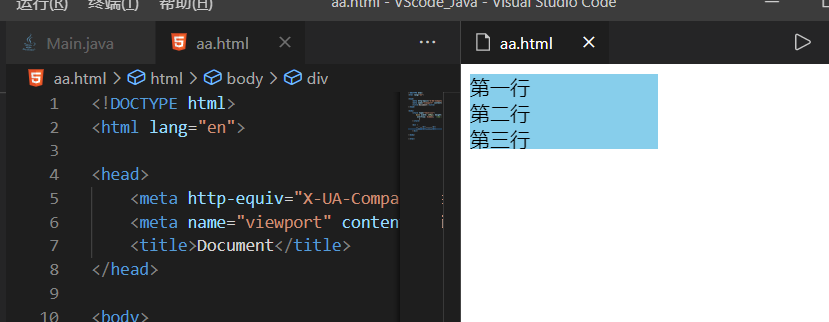 运行(R) 终端(T) 帮助(H) aa.html - VScode_Java - Visual Studio Code
Main.java aa.html × ··· aa.html ×
aa.html > html > body > div
1 <!DOCTYPE html>
2 <html lang="en">
3
4 <head>
5 <meta http-equiv="X-UA-Compa
6 <meta name="viewport" conten
7 <title>Document</title>
8 </head>
9
10 <body>
第一行
第二行
第三行